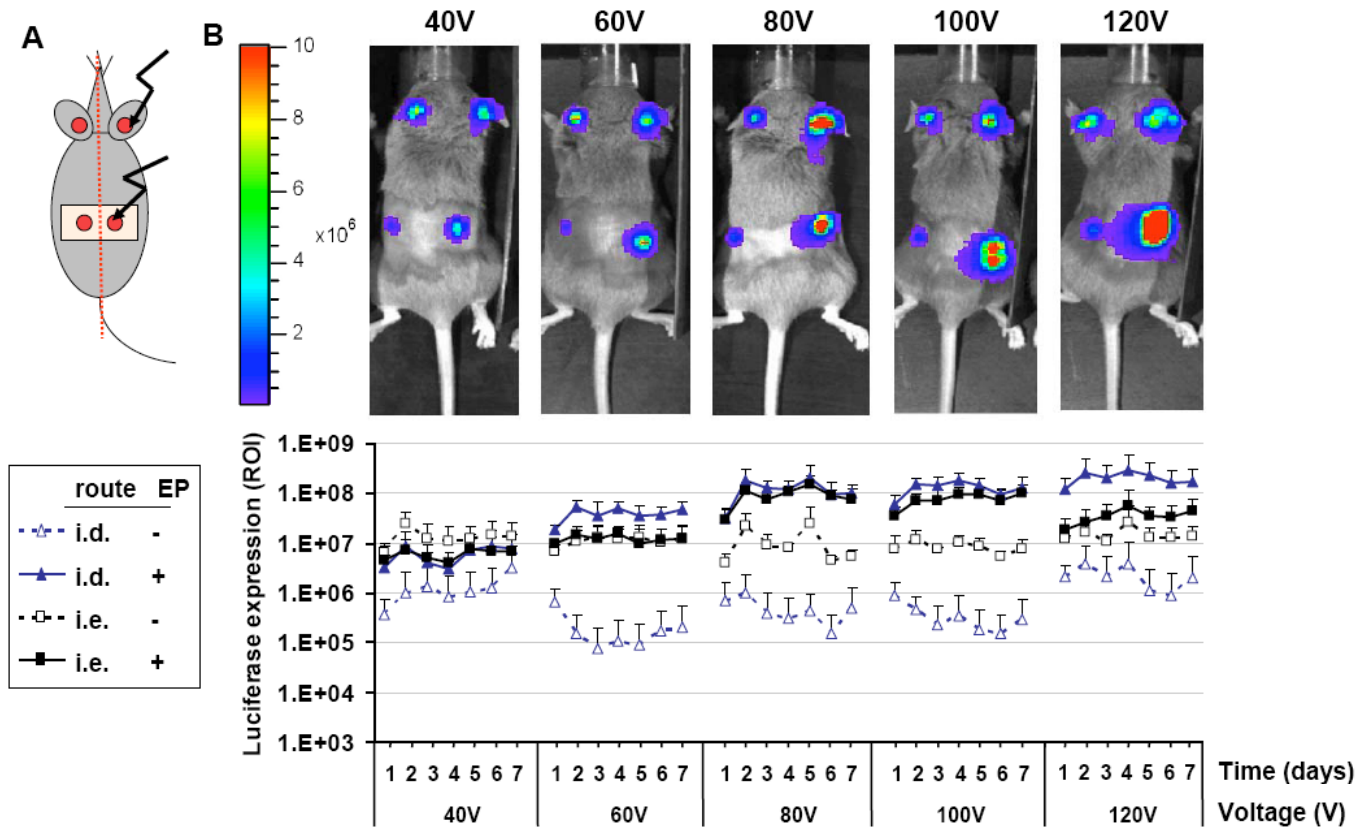 A
B
40V 60V 80V 100V 120V
10
8
6
x10⁶
4
2
route EP
i.d. -
i.d. +
i.e. -
i.e. +
Luciferase expression (ROI)
1.E+09
1.E+08
1.E+07
1.E+06
1.E+05
1.E+04
1.E+03
1 2 3 4 5 6 7 1 2 3 4 5 6 7 1 2 3 4 5 6 7 1 2 3 4 5 6 7 1 2 3 4 5 6 7 Time (days)
40V 60V 80V 100V 120V Voltage (V)